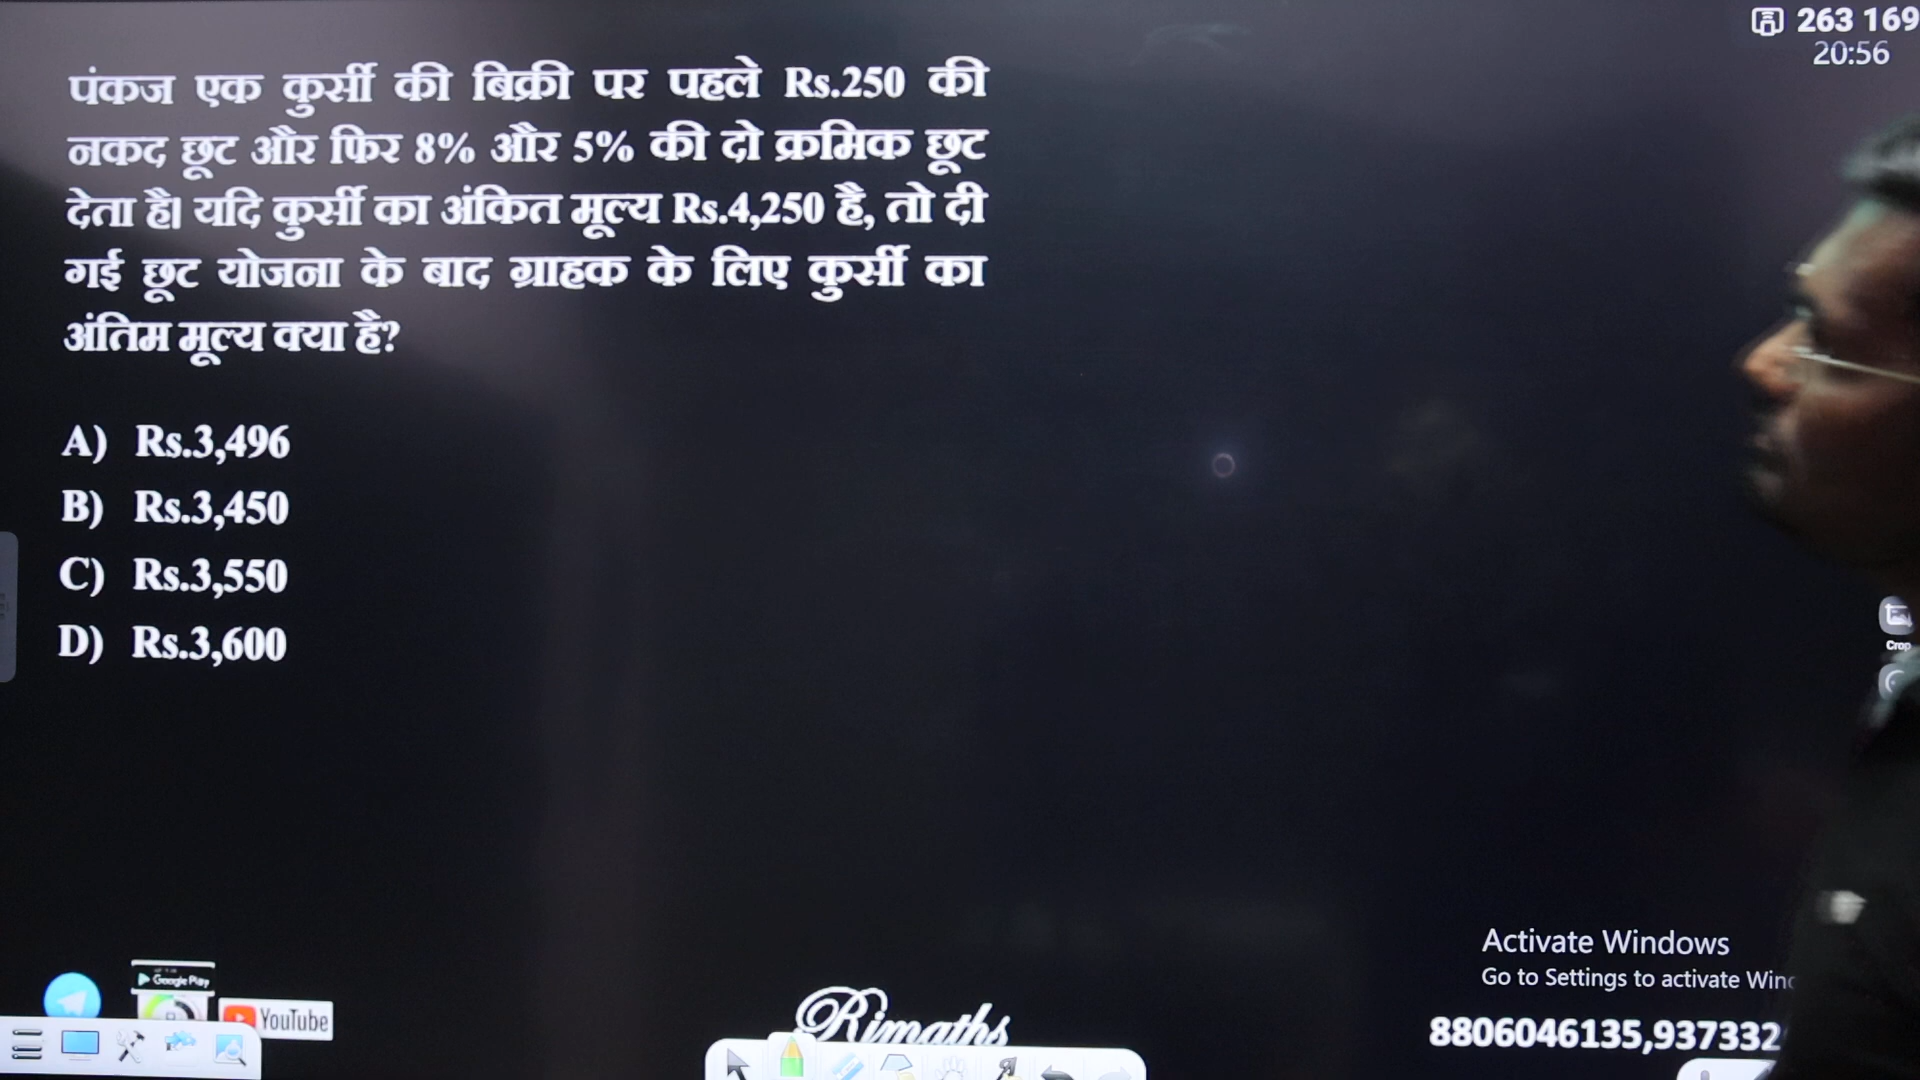 263 169
20:56
पंकज एक कुर्सी की बिक्री पर पहले Rs.250 की
नकद छूट और फिर 8% और 5% की दो क्रमिक छूट
देता है। यदि कुर्सी का अंकित मूल्य Rs.4,250 है, तो दी
गई छूट योजना के बाद ग्राहक के लिए कुर्सी का
अंतिम मूल्य क्या है?
A) Rs.3,496
B) Rs.3,450
C) Rs.3,550
D) Rs.3,600
Crop
Activate Windows
Go to Settings to activate
Google Play
YouTube
Rimaths
8806046135,937332